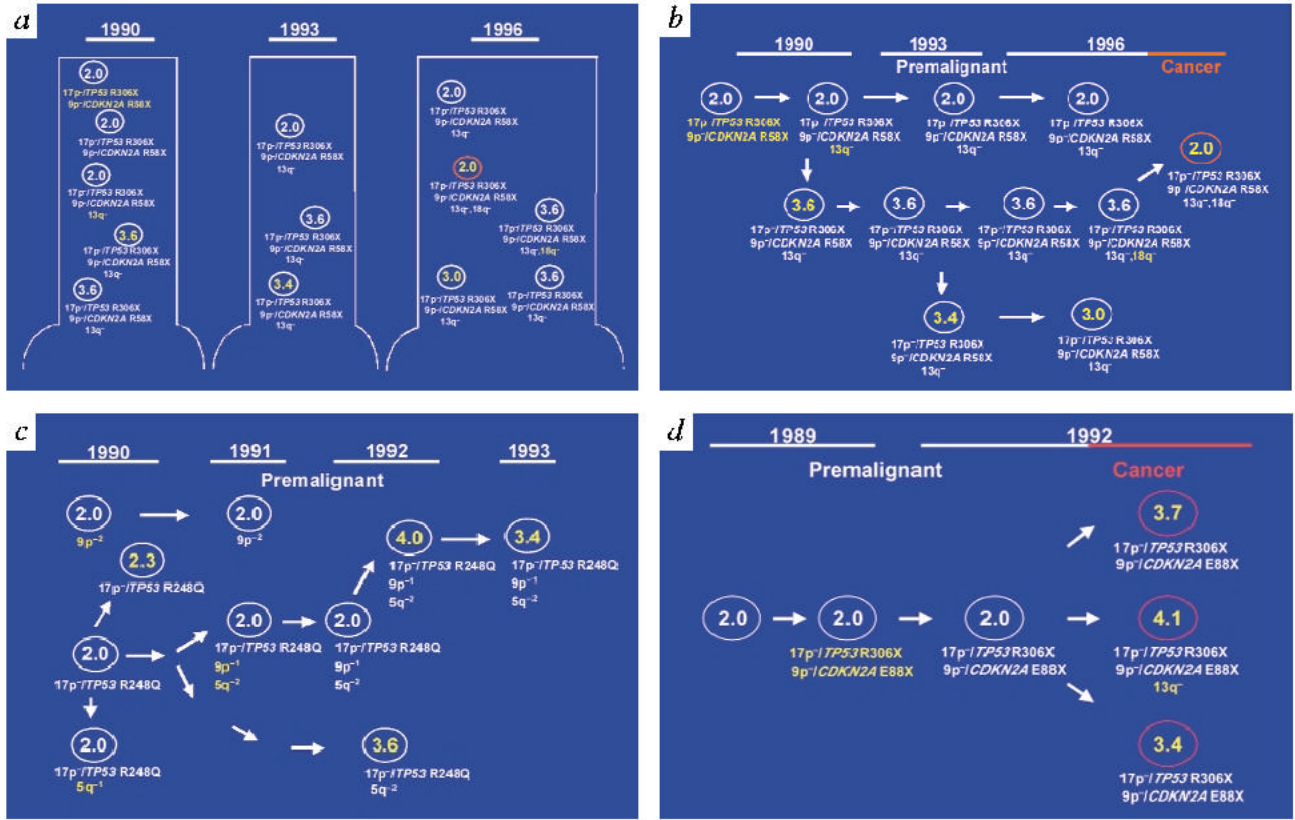 a
1990
1993
1996
2.0
17p⁻/TP53 R306X
9p⁻/CDKN2A R58X
2.0
17p⁻/TP53 R306X
9p⁻/CDKN2A R58X
2.0
17p⁻/TP53 R306X
9p⁻/CDKN2A R58X
13q⁻
3.6
17p⁻/TP53 R306X
9p⁻/CDKN2A R58X
13q⁻
3.6
17p⁻/TP53 R306X
9p⁻/CDKN2A R58X
13q⁻
2.0
17p⁻/TP53 R306X
9p⁻/CDKN2A R58X
13q⁻
3.6
17p⁻/TP53 R306X
9p⁻/CDKN2A R58X
13q⁻
3.4
17p⁻/TP53 R306X
9p⁻/CDKN2A R58X
13q⁻
2.0
17p⁻/TP53 R306X
9p⁻/CDKN2A R58X
13q⁻
2.0
17p⁻/TP53 R306X
9p⁻/CDKN2A R58X
13q⁻,18q⁻
3.6
17p⁻/TP53 R306X
9p⁻/CDKN2A R58X
13q⁻,18q⁻
3.0
17p⁻/TP53 R306X
9p⁻/CDKN2A R58X
13q⁻
3.6
17p⁻/TP53 R306X
9p⁻/CDKN2A R58X
13q⁻
b
1990
1993
1996
Premalignant
Cancer
2.0
17p⁻/TP53 R306X
9p⁻/CDKN2A R58X
2.0
17p⁻/TP53 R306X
9p⁻/CDKN2A R58X
13q⁻
2.0
17p⁻/TP53 R306X
9p⁻/CDKN2A R58X
13q⁻
2.0
17p⁻/TP53 R306X
9p⁻/CDKN2A R58X
13q⁻
2.0
17p⁻/TP53 R306X
9p⁻/CDKN2A R58X
13q⁻,18q⁻
3.6
17p⁻/TP53 R306X
9p⁻/CDKN2A R58X
13q⁻
3.6
17p⁻/TP53 R306X
9p⁻/CDKN2A R58X
13q⁻
3.6
17p⁻/TP53 R306X
9p⁻/CDKN2A R58X
13q⁻
3.6
17p⁻/TP53 R306X
9p⁻/CDKN2A R58X
13q⁻,18q⁻
3.4
17p⁻/TP53 R306X
9p⁻/CDKN2A R58X
13q⁻
3.0
17p⁻/TP53 R306X
9p⁻/CDKN2A R58X
13q⁻
c
1990
1991
1992
1993
Premalignant
2.0
9p⁻²
2.0
9p⁻²
2.3
17p⁻/TP53 R248Q
4.0
17p⁻/TP53 R248Q
9p⁻¹
5q⁻²
3.4
17p⁻/TP53 R248Q
9p⁻¹
5q⁻²
2.0
17p⁻/TP53 R248Q
2.0
17p⁻/TP53 R248Q
9p⁻¹
5q⁻²
2.0
17p⁻/TP53 R248Q
9p⁻¹
5q⁻²
2.0
17p⁻/TP53 R248Q
5q⁻¹
3.6
17p⁻/TP53 R248Q
5q⁻²
d
1989
1992
Premalignant
Cancer
3.7
17p⁻/TP53 R306X
9p⁻/CDKN2A E88X
2.0
2.0
17p⁻/TP53 R306X
9p⁻/CDKN2A E88X
2.0
17p⁻/TP53 R306X
9p⁻/CDKN2A E88X
4.1
17p⁻/TP53 R306X
9p⁻/CDKN2A E88X
13q⁻
3.4
17p⁻/TP53 R306X
9p⁻/CDKN2A E88X